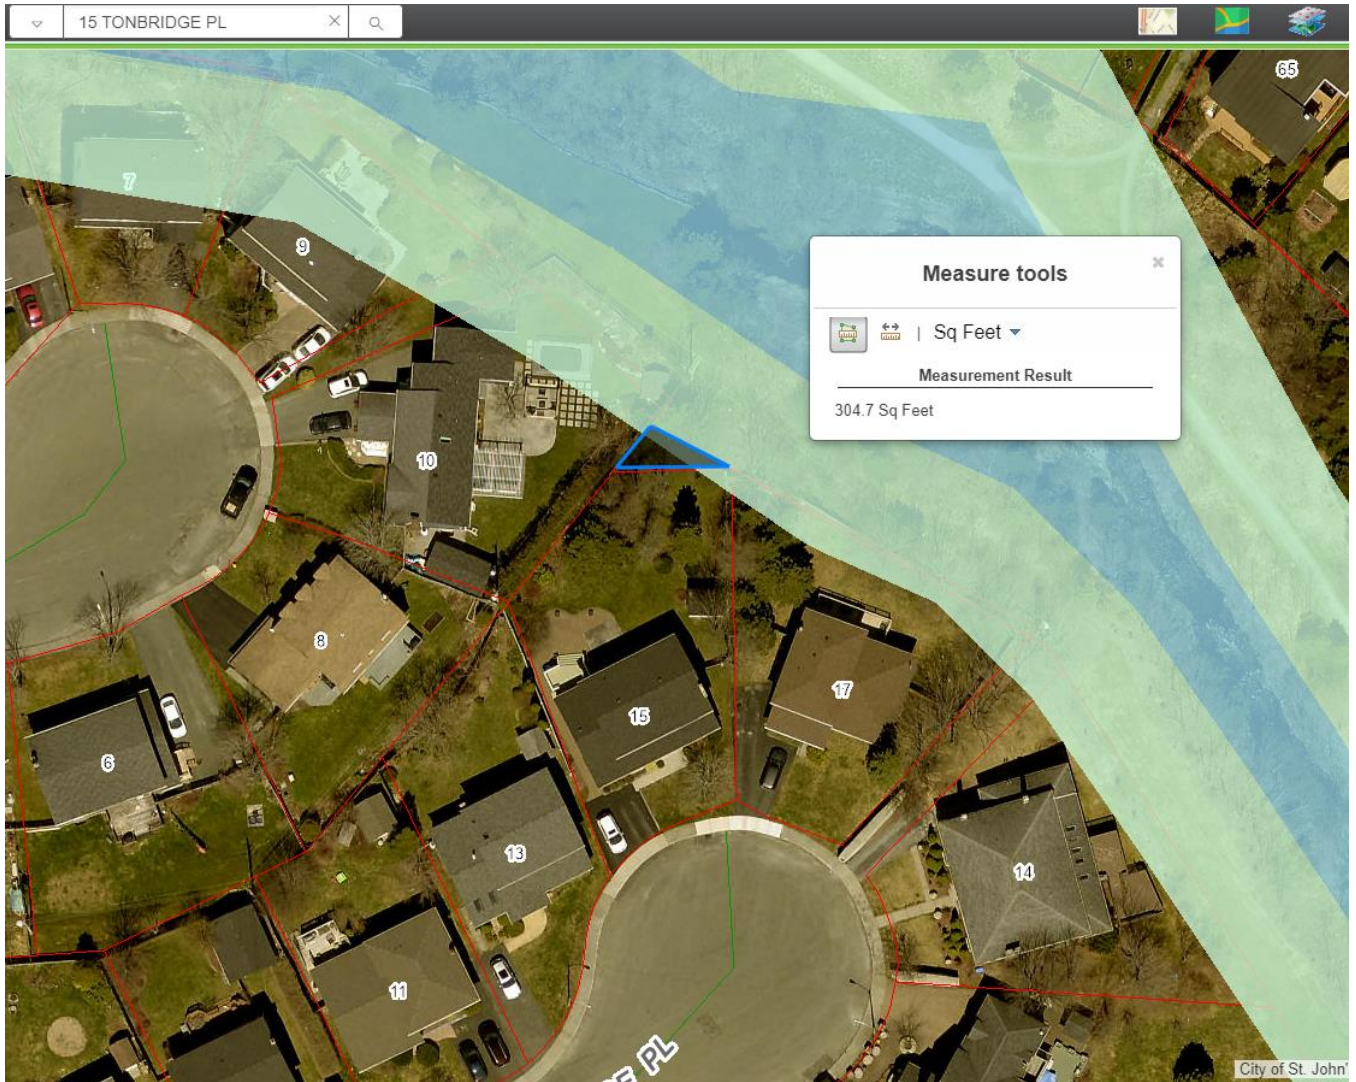 15 TONBRIDGE PL
65
7
9
Measure tools
| Sq Feet
Measurement Result
304.7 Sq Feet
10
8
15
17
6
13
14
11
PL
City of St. John'